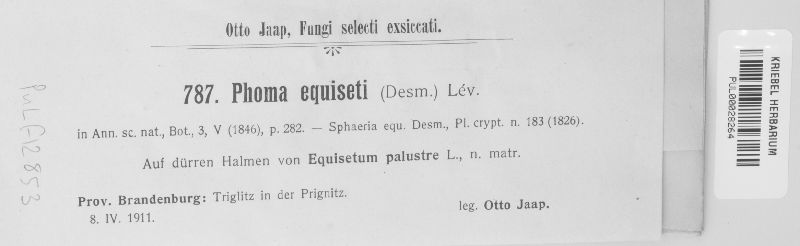 Otto Jaap, Fungi selecti exsiccati.
787. Phoma equiseti (Desm.) Lév.
in Ann. sc. nat., Bot., 3, V (1846), p. 282. — Sphaeria equ. Desm., Pl. crypt. n. 183 (1826).
Auf dürren Halmen von Equisetum palustre L., n. matr.
Prov. Brandenburg: Triglitz in der Prignitz.
8. IV. 1911.
leg. Otto Jaap.
PULF12853
KRIEBEL HERBARIUM
PUL00028264